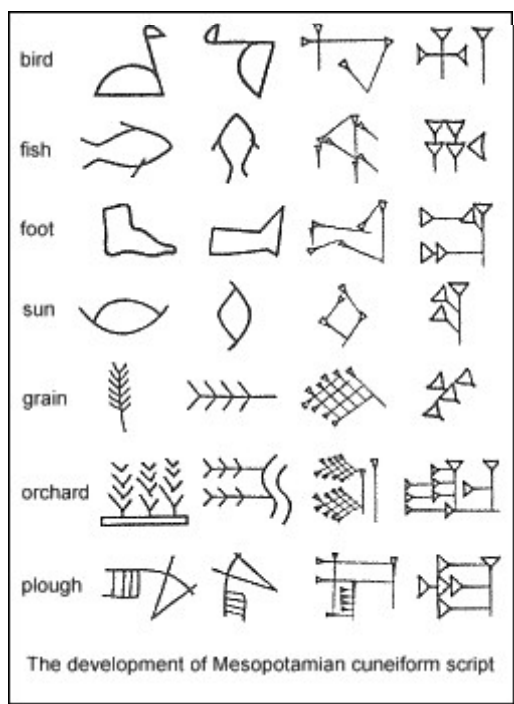 bird
fish
foot
sun
grain
orchard
plough
The development of Mesopotamian cuneiform script